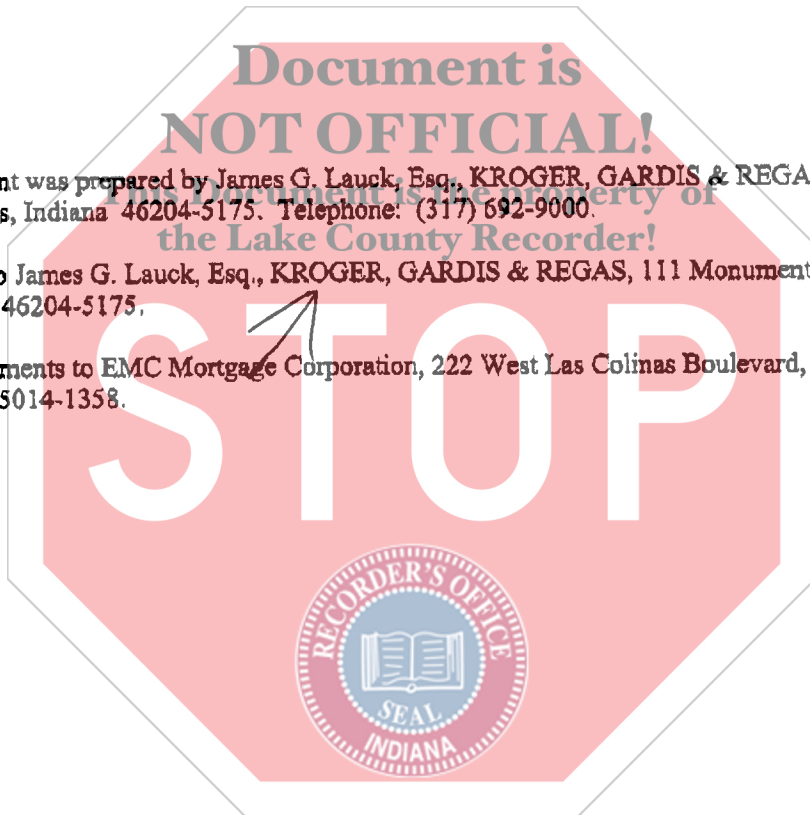 Document is
NOT OFFICIAL!
nt was prepared by James G. Lauck, Esq., KROGER, GARDIS & REGA
This Document is the property of
s, Indiana 46204-5175. Telephone: (317) 692-9000.
the Lake County Recorder!
o James G. Lauck, Esq., KROGER, GARDIS & REGAS, 111 Monument
46204-5175.
ments to EMC Mortgage Corporation, 222 West Las Colinas Boulevard,
5014-1358.
STOP
RECORDER'S OFFICE
SEAL
INDIANA